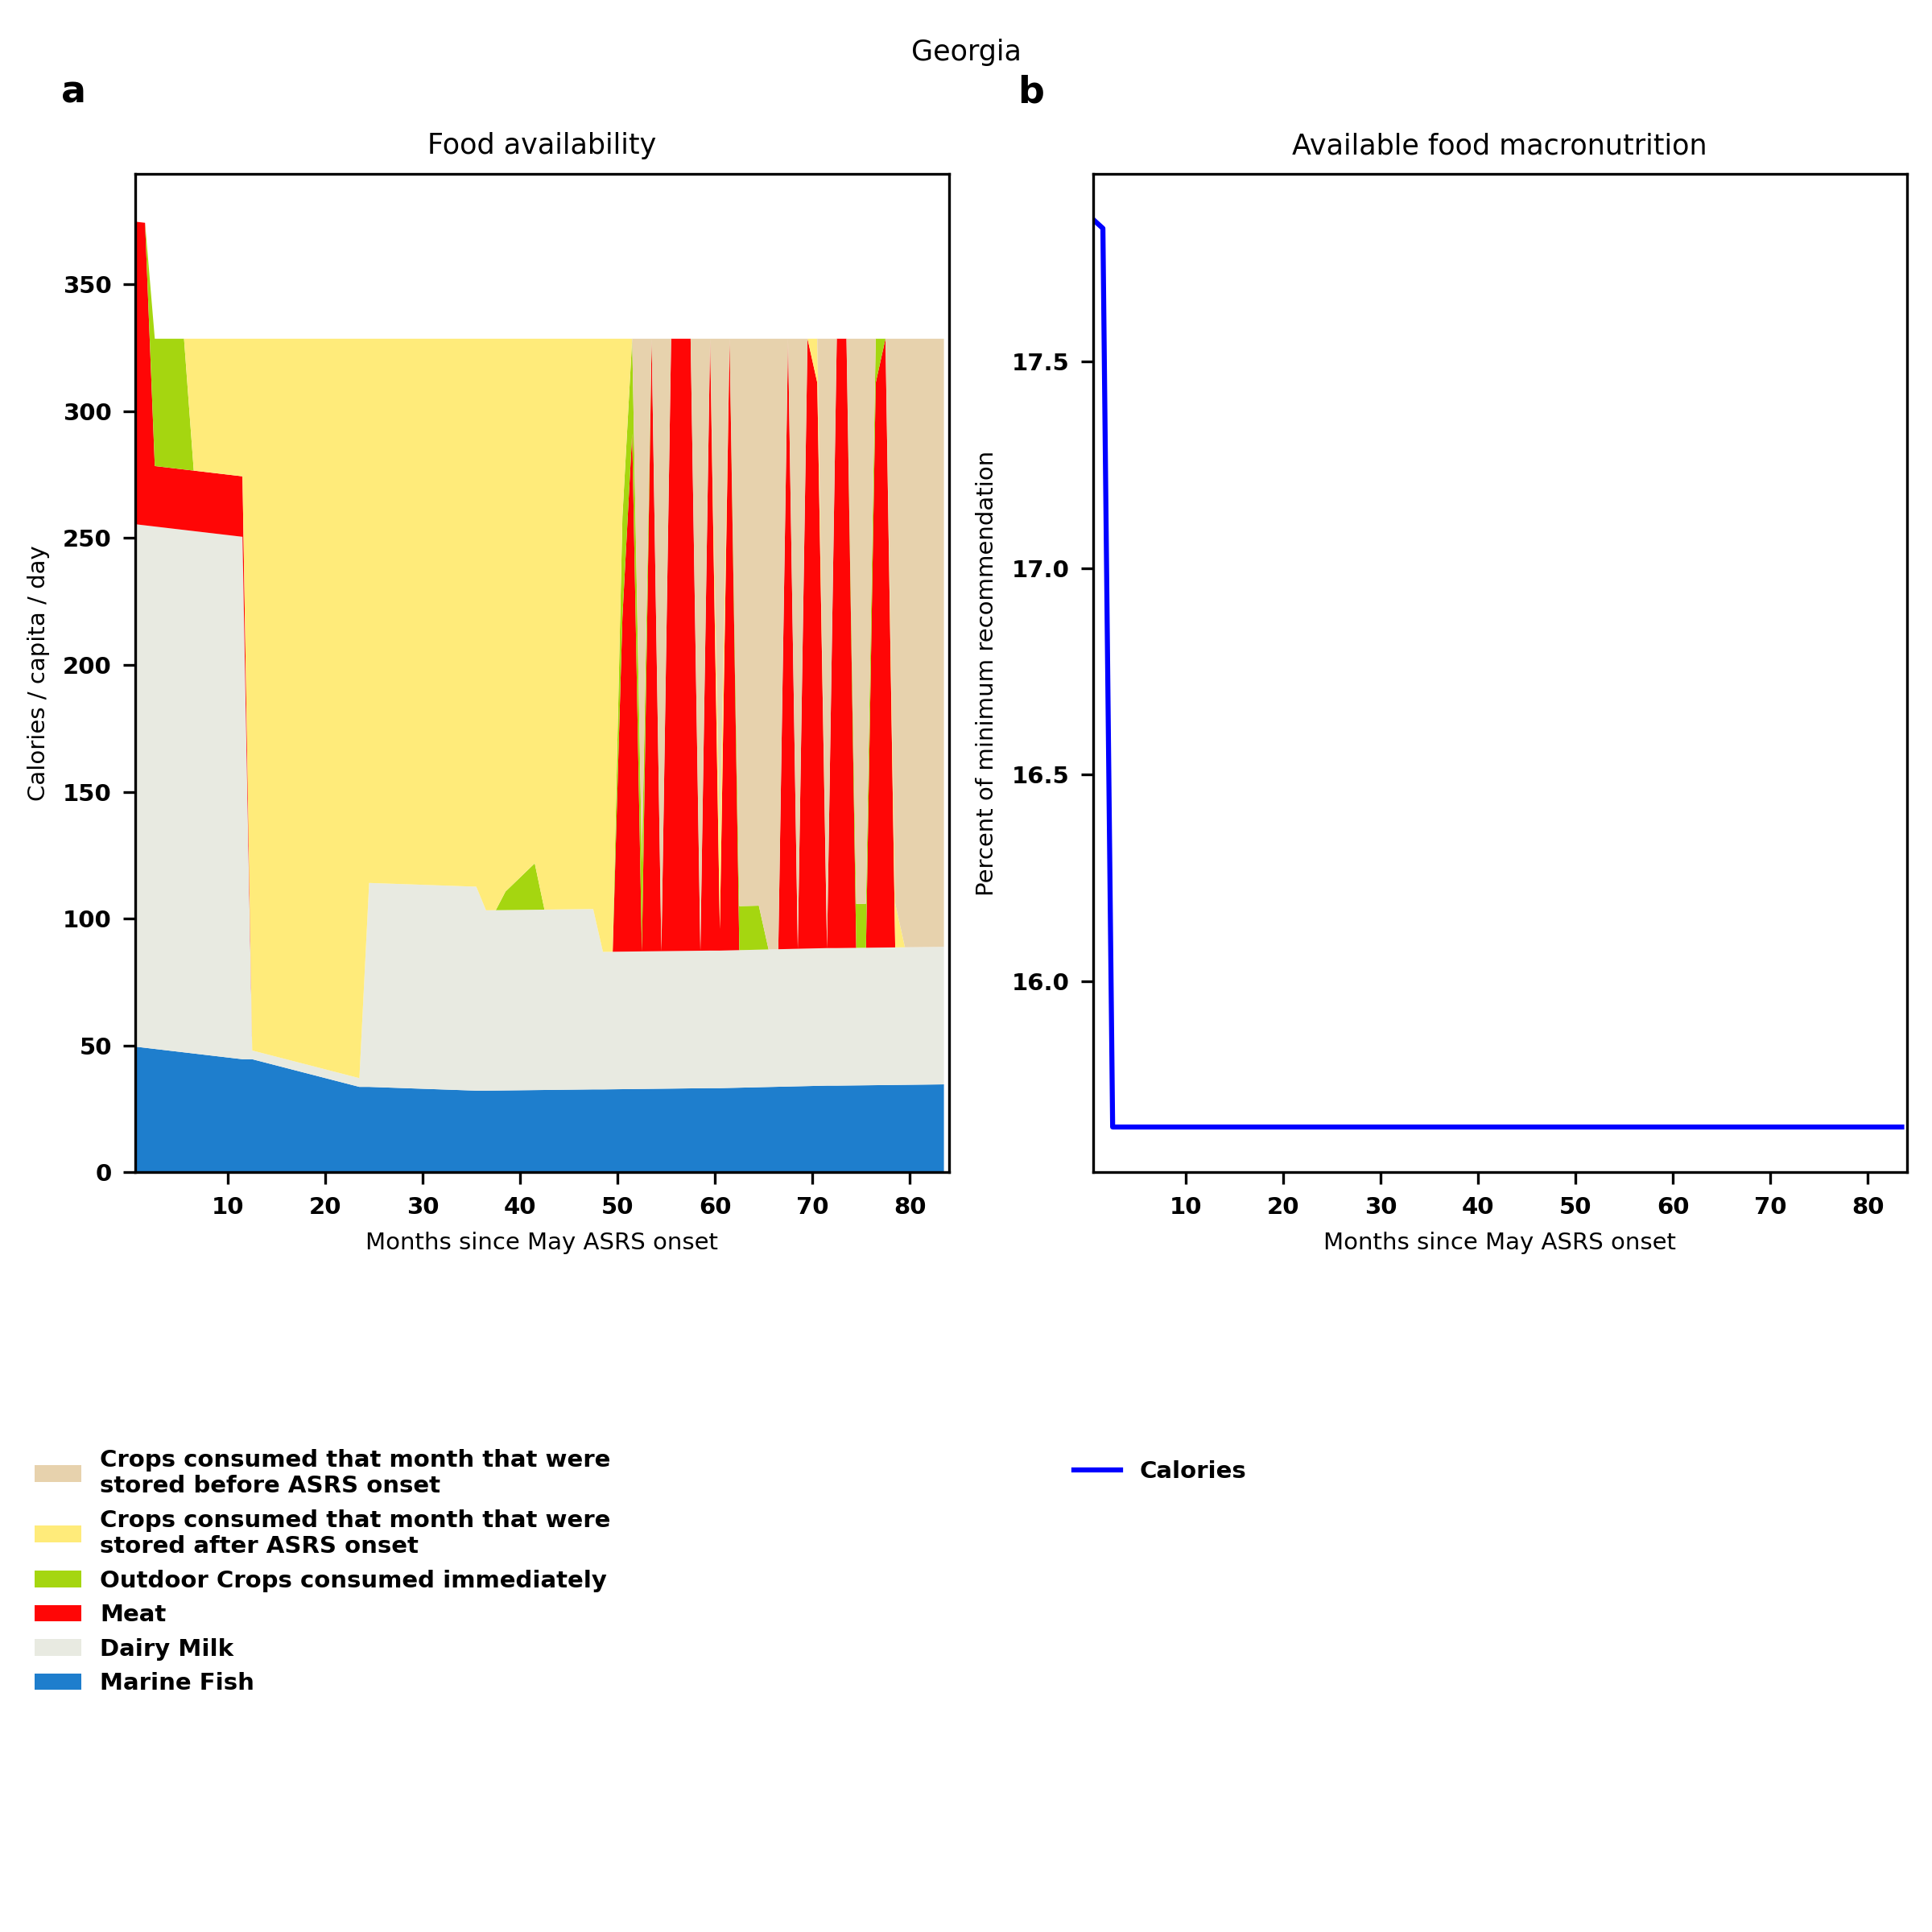 Georgia
a
Food availability
Calories / capita / day
350
300
250
200
150
100
50
0
10 20 30 40 50 60 70 80
Months since May ASRS onset
b
Available food macronutrition
Percent of minimum recommendation
17.5
17.0
16.5
16.0
10 20 30 40 50 60 70 80
Months since May ASRS onset
Crops consumed that month that were
stored before ASRS onset
Crops consumed that month that were
stored after ASRS onset
Outdoor Crops consumed immediately
Meat
Dairy Milk
Marine Fish
Calories